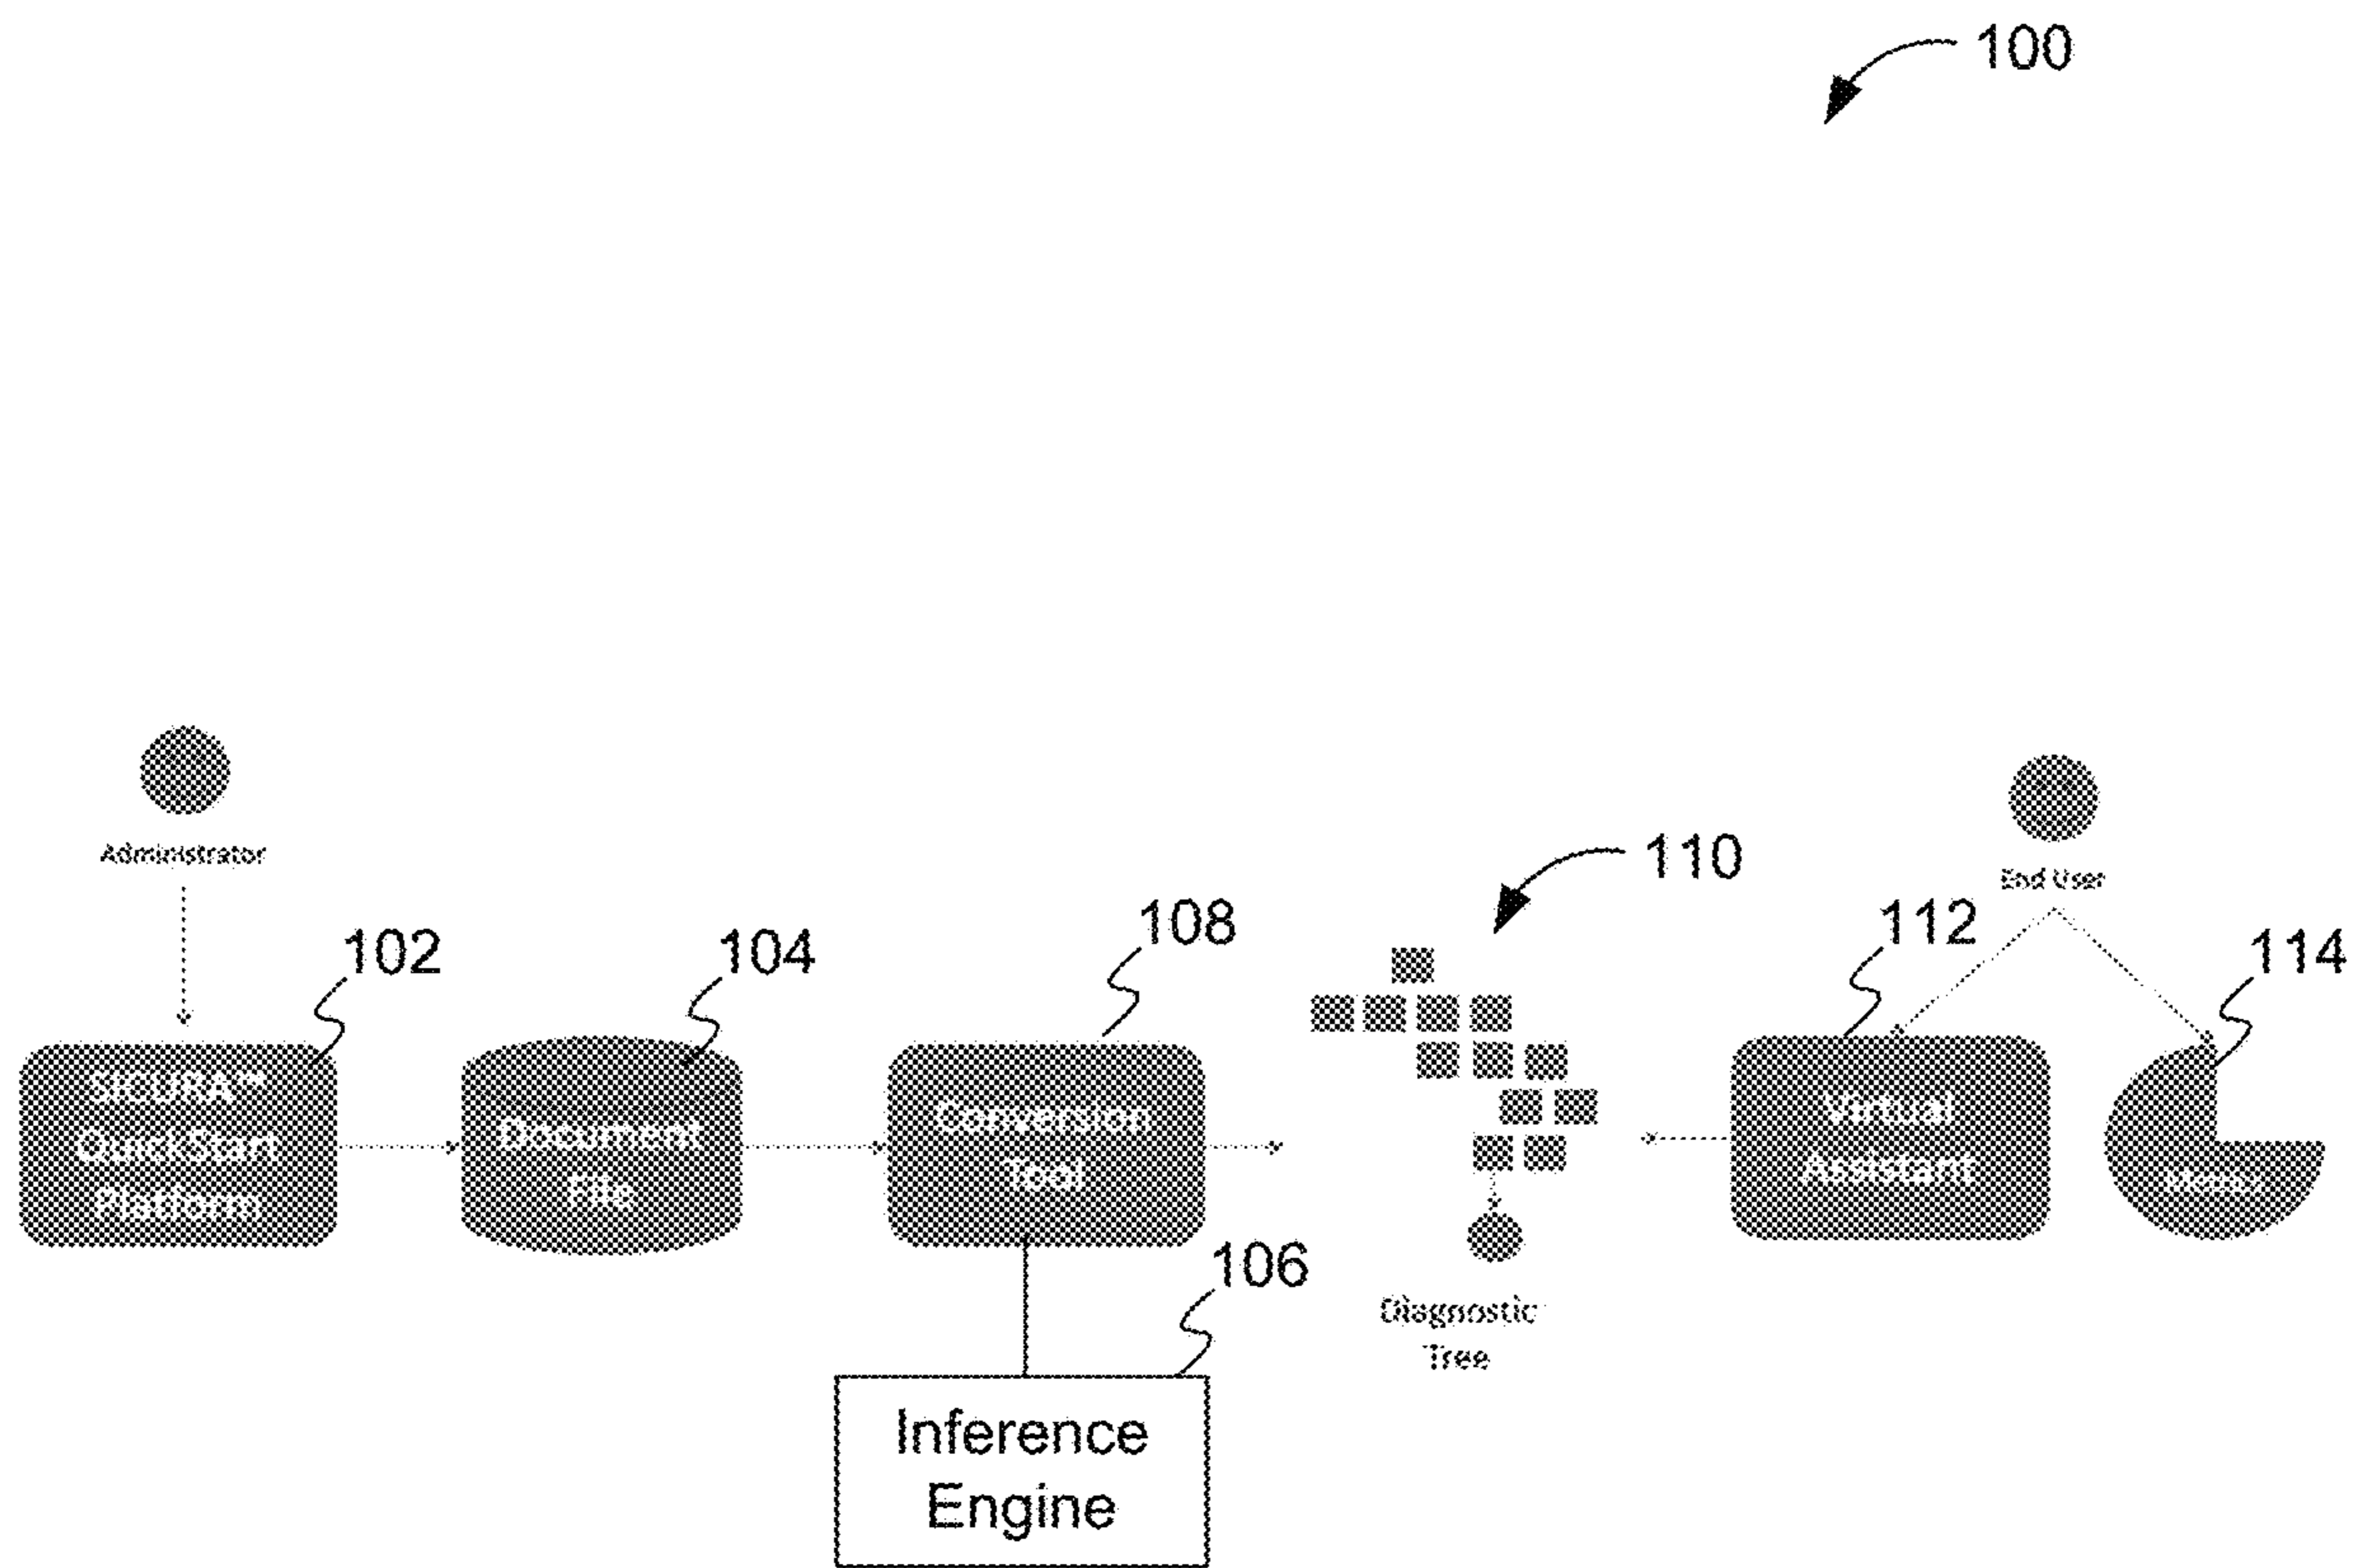 100
Administrator
End User
110
102
104
108
112
114
SICURA™
QuickStart
Platform
Document
File
Conversion
Tool
Virtual
Assistant
106
Diagnostic
Tree
Inference
Engine